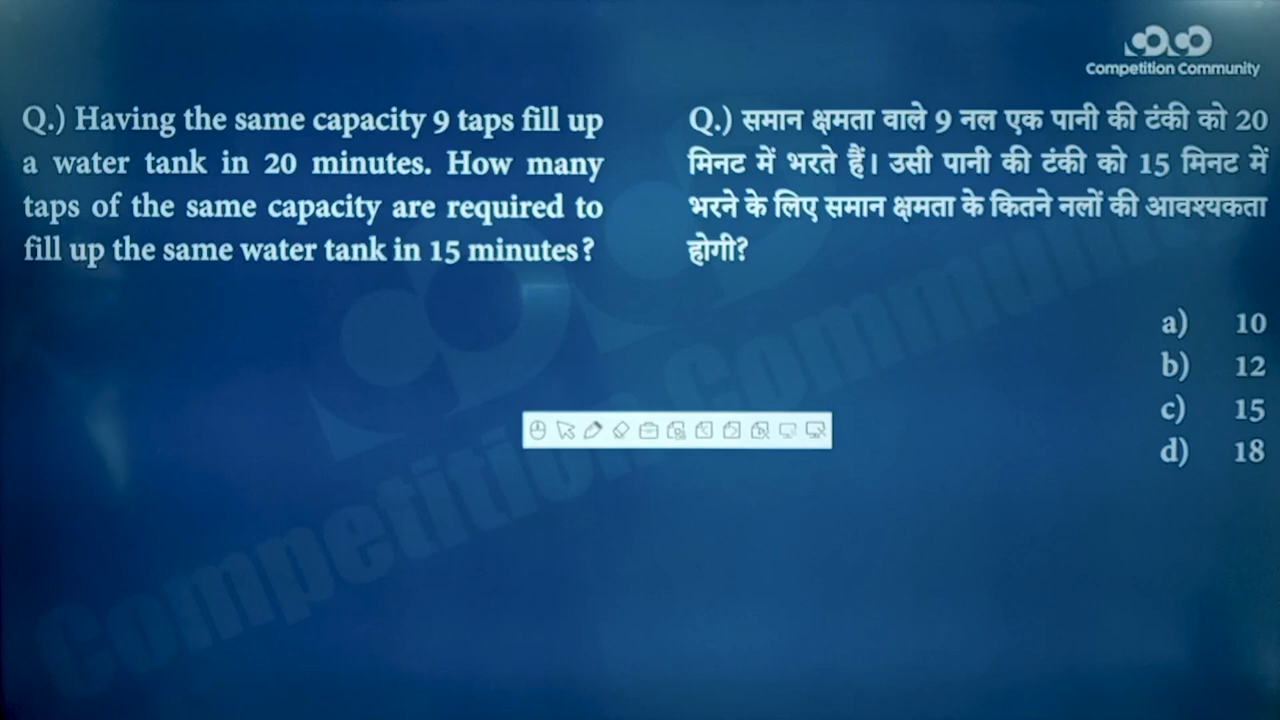 Competition Community
Q.) Having the same capacity 9 taps fill up
a water tank in 20 minutes. How many
taps of the same capacity are required to
fill up the same water tank in 15 minutes?
Q.) समान क्षमता वाले 9 नल एक पानी की टंकी को 20
मिनट में भरते हैं। उसी पानी की टंकी को 15 मिनट में
भरने के लिए समान क्षमता के कितने नलों की आवश्यकता
होगी?
a) 10
b) 12
c) 15
d) 18
Competition Community